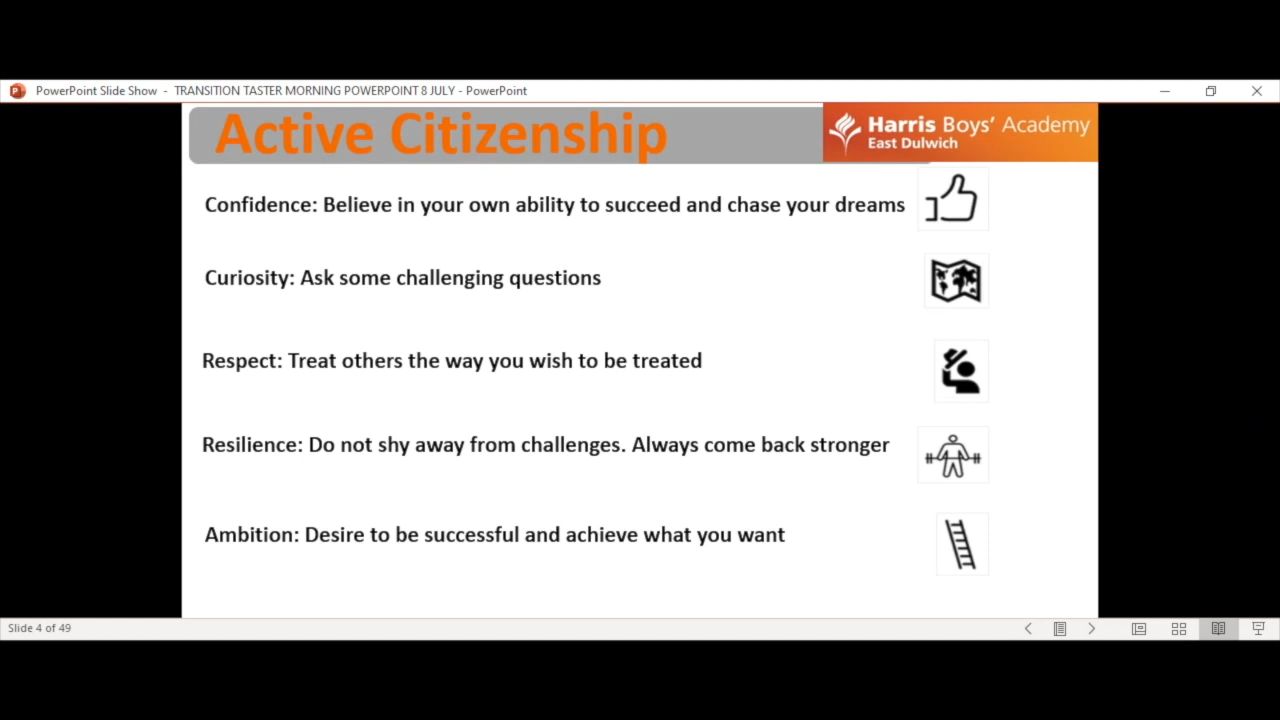 PowerPoint Slide Show - TRANSITION TASTER MORNING POWERPOINT 8 JULY - PowerPoint
Active Citizenship
Harris Boys' Academy
East Dulwich
Confidence: Believe in your own ability to succeed and chase your dreams
Curiosity: Ask some challenging questions
Respect: Treat others the way you wish to be treated
Resilience: Do not shy away from challenges. Always come back stronger
Ambition: Desire to be successful and achieve what you want
Slide 4 of 49